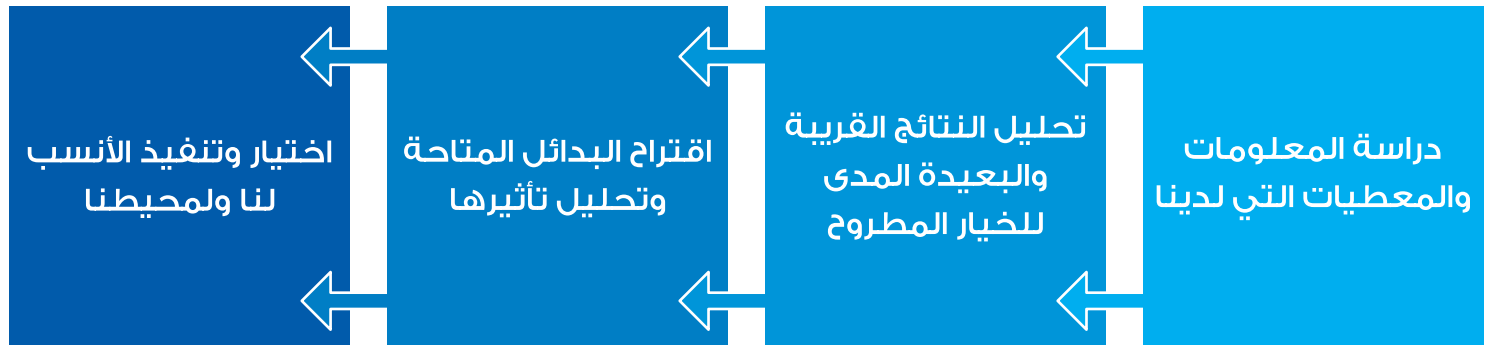 دراسة المعلومات
والمعطيات التي لدينا
تحليل النتائج القريبة
والبعيدة المدى
للخيار المطروح
اقتراح البدائل المتاحة
وتحليل تأثيرها
اختيار وتنفيذ الأنسب
لنا ولمحيطنا